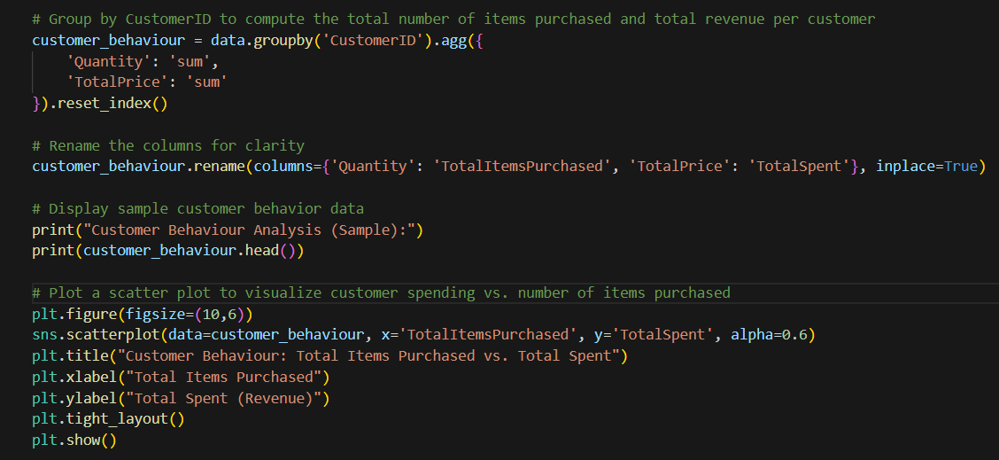 # Group by CustomerID to compute the total number of items purchased and total revenue per customer
customer_behaviour = data.groupby('CustomerID').agg({
    'Quantity': 'sum',
    'TotalPrice': 'sum'
}).reset_index()

# Rename the columns for clarity
customer_behaviour.rename(columns={'Quantity': 'TotalItemsPurchased', 'TotalPrice': 'TotalSpent'}, inplace=True)

# Display sample customer behavior data
print("Customer Behaviour Analysis (Sample):")
print(customer_behaviour.head())

# Plot a scatter plot to visualize customer spending vs. number of items purchased
plt.figure(figsize=(10,6))
sns.scatterplot(data=customer_behaviour, x='TotalItemsPurchased', y='TotalSpent', alpha=0.6)
plt.title("Customer Behaviour: Total Items Purchased vs. Total Spent")
plt.xlabel("Total Items Purchased")
plt.ylabel("Total Spent (Revenue)")
plt.tight_layout()
plt.show()